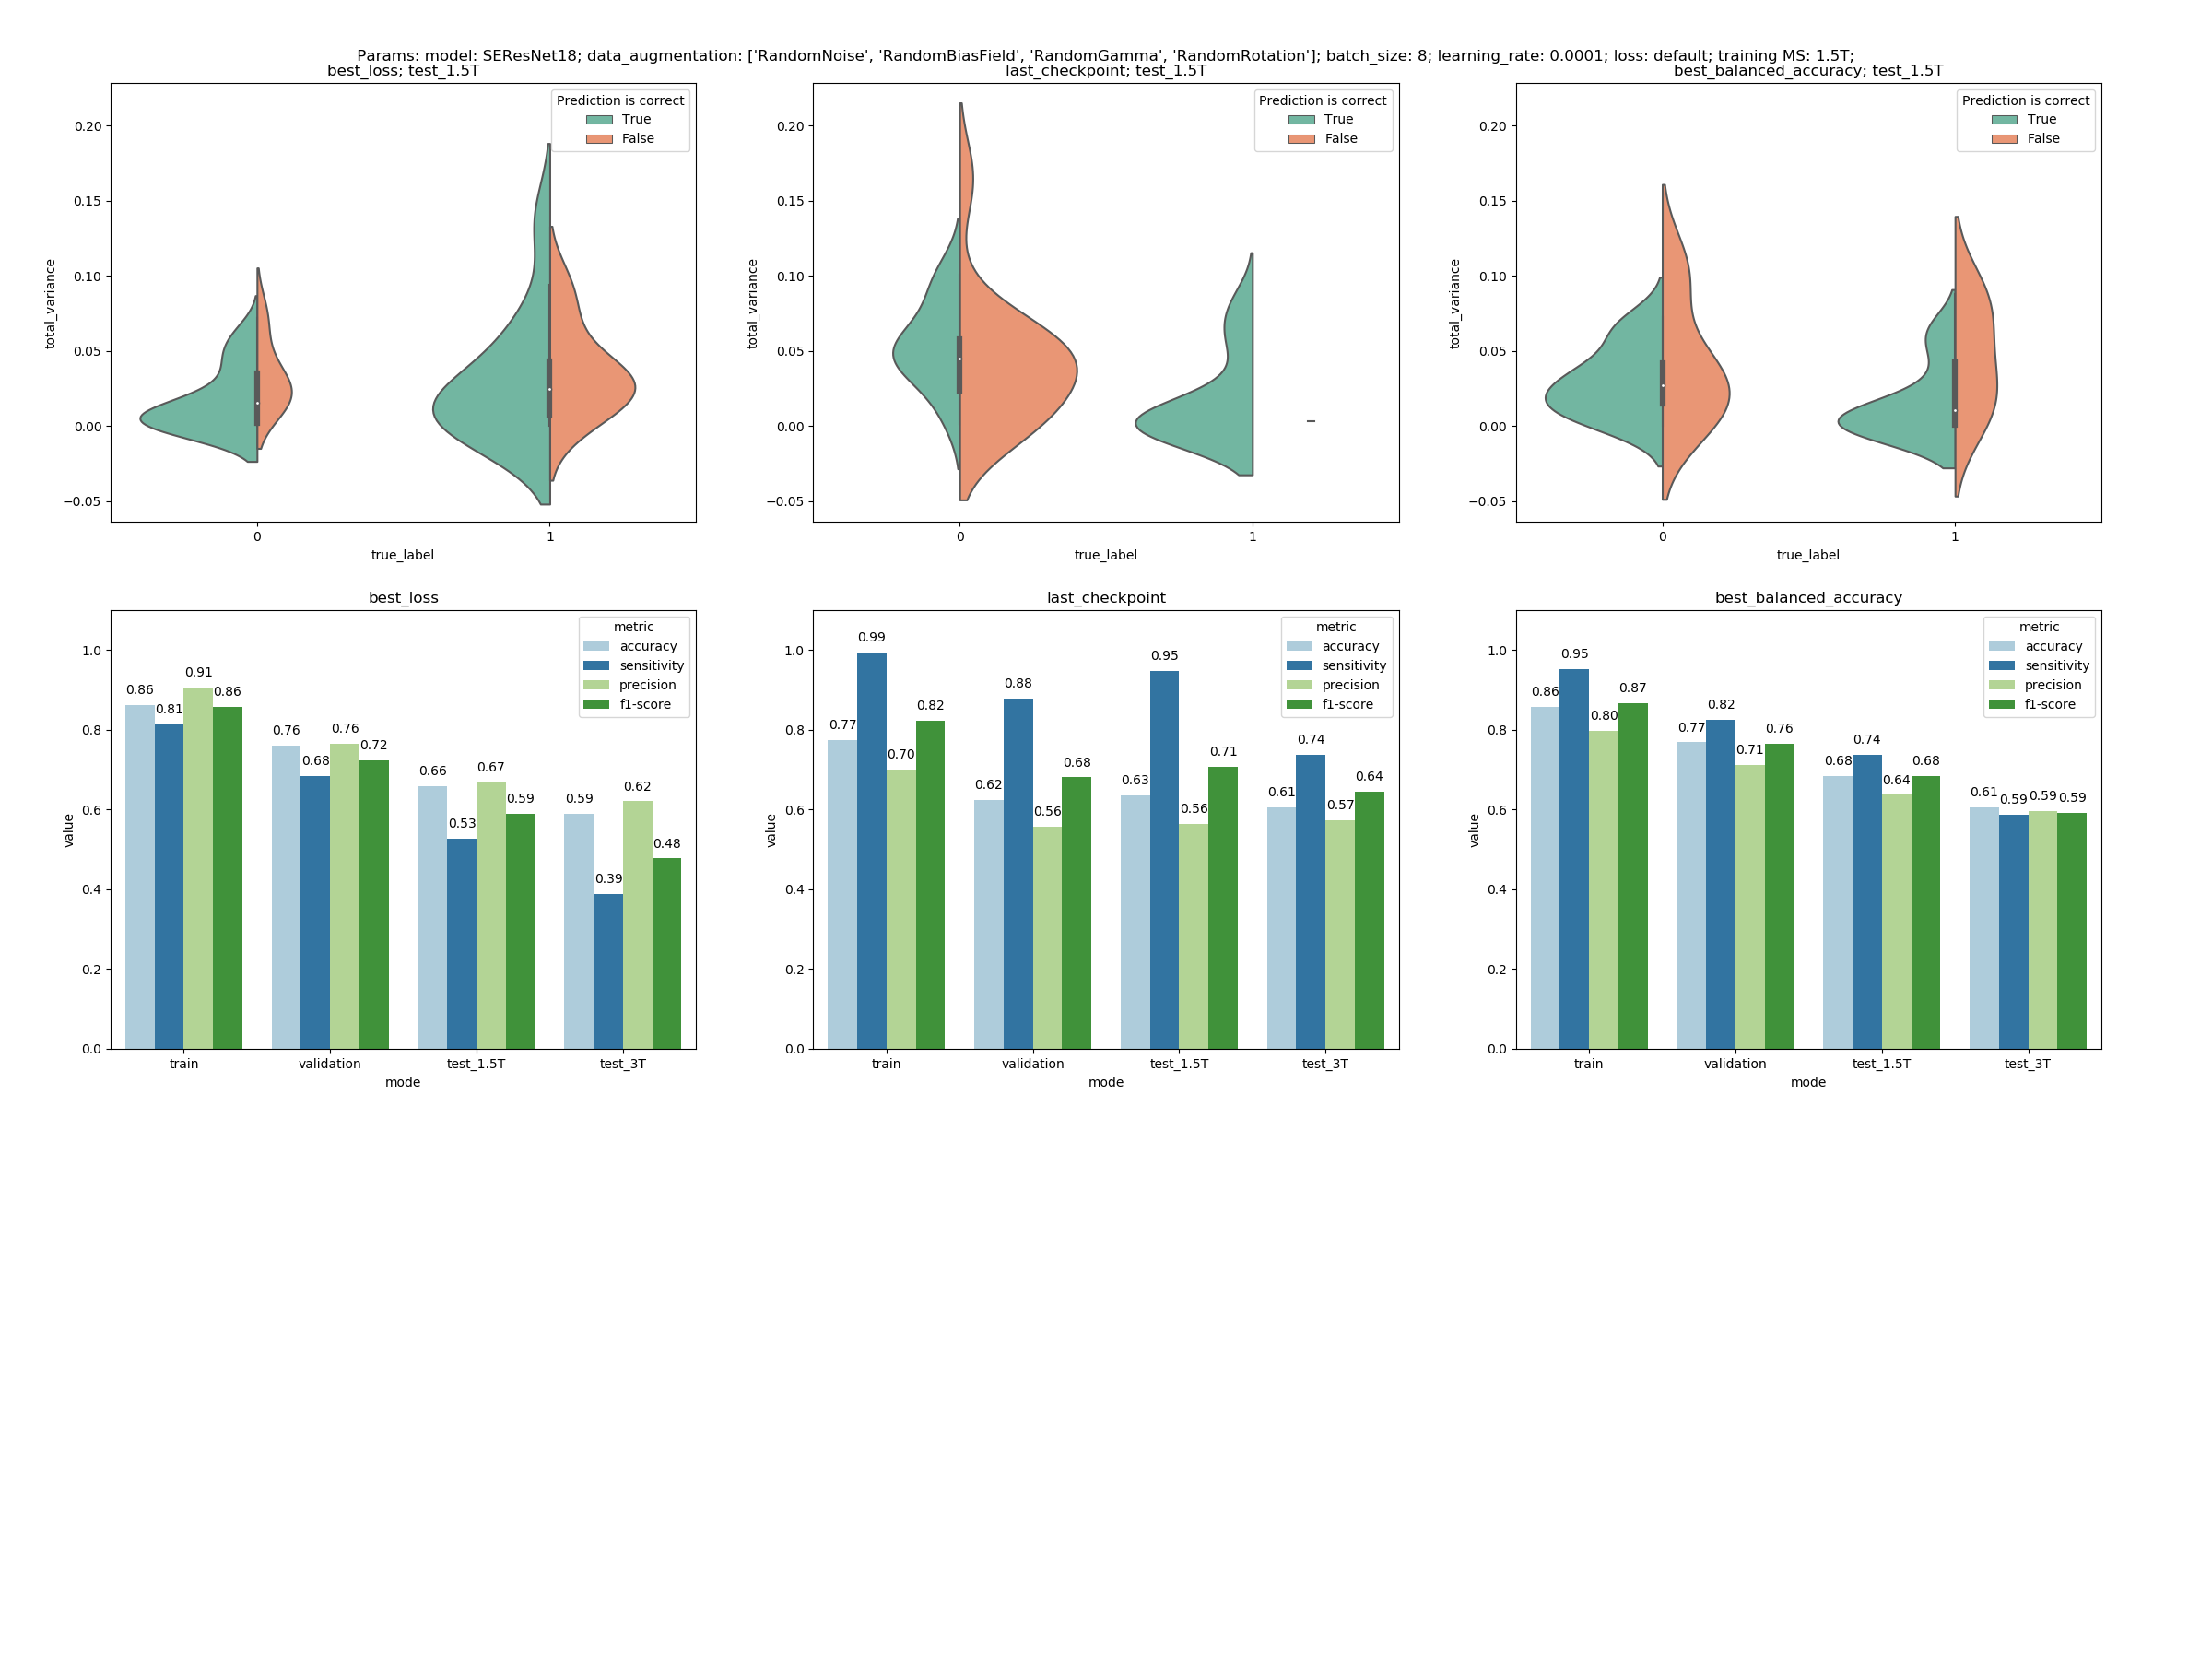 Params: model: SEResNet18; data_augmentation: ['RandomNoise', 'RandomBiasField', 'RandomGamma', 'RandomRotation']; batch_size: 8; learning_rate: 0.0001; loss: default; training MS: 1.5T;
best_loss; test_1.5T
total_variance
0.20
0.15
0.10
0.05
0.00
−0.05
0 1
true_label
Prediction is correct
True
False
last_checkpoint; test_1.5T
total_variance
0.20
0.15
0.10
0.05
0.00
−0.05
0 1
true_label
Prediction is correct
True
False
best_balanced_accuracy; test_1.5T
total_variance
0.20
0.15
0.10
0.05
0.00
−0.05
0 1
true_label
Prediction is correct
True
False
best_loss
value
1.0
0.8
0.6
0.4
0.2
0.0
0.86 0.81 0.91 0.86
0.76 0.68 0.76 0.72
0.66 0.53 0.67 0.59
0.59 0.39 0.62 0.48
train validation test_1.5T test_3T
mode
metric
accuracy
sensitivity
precision
f1-score
last_checkpoint
value
1.0
0.8
0.6
0.4
0.2
0.0
0.77 0.99 0.70 0.82
0.62 0.88 0.56 0.68
0.63 0.95 0.56 0.71
0.61 0.74 0.57 0.64
train validation test_1.5T test_3T
mode
metric
accuracy
sensitivity
precision
f1-score
best_balanced_accuracy
value
1.0
0.8
0.6
0.4
0.2
0.0
0.86 0.95 0.80 0.87
0.77 0.82 0.71 0.76
0.68 0.74 0.64 0.68
0.61 0.59 0.59 0.59
train validation test_1.5T test_3T
mode
metric
accuracy
sensitivity
precision
f1-score